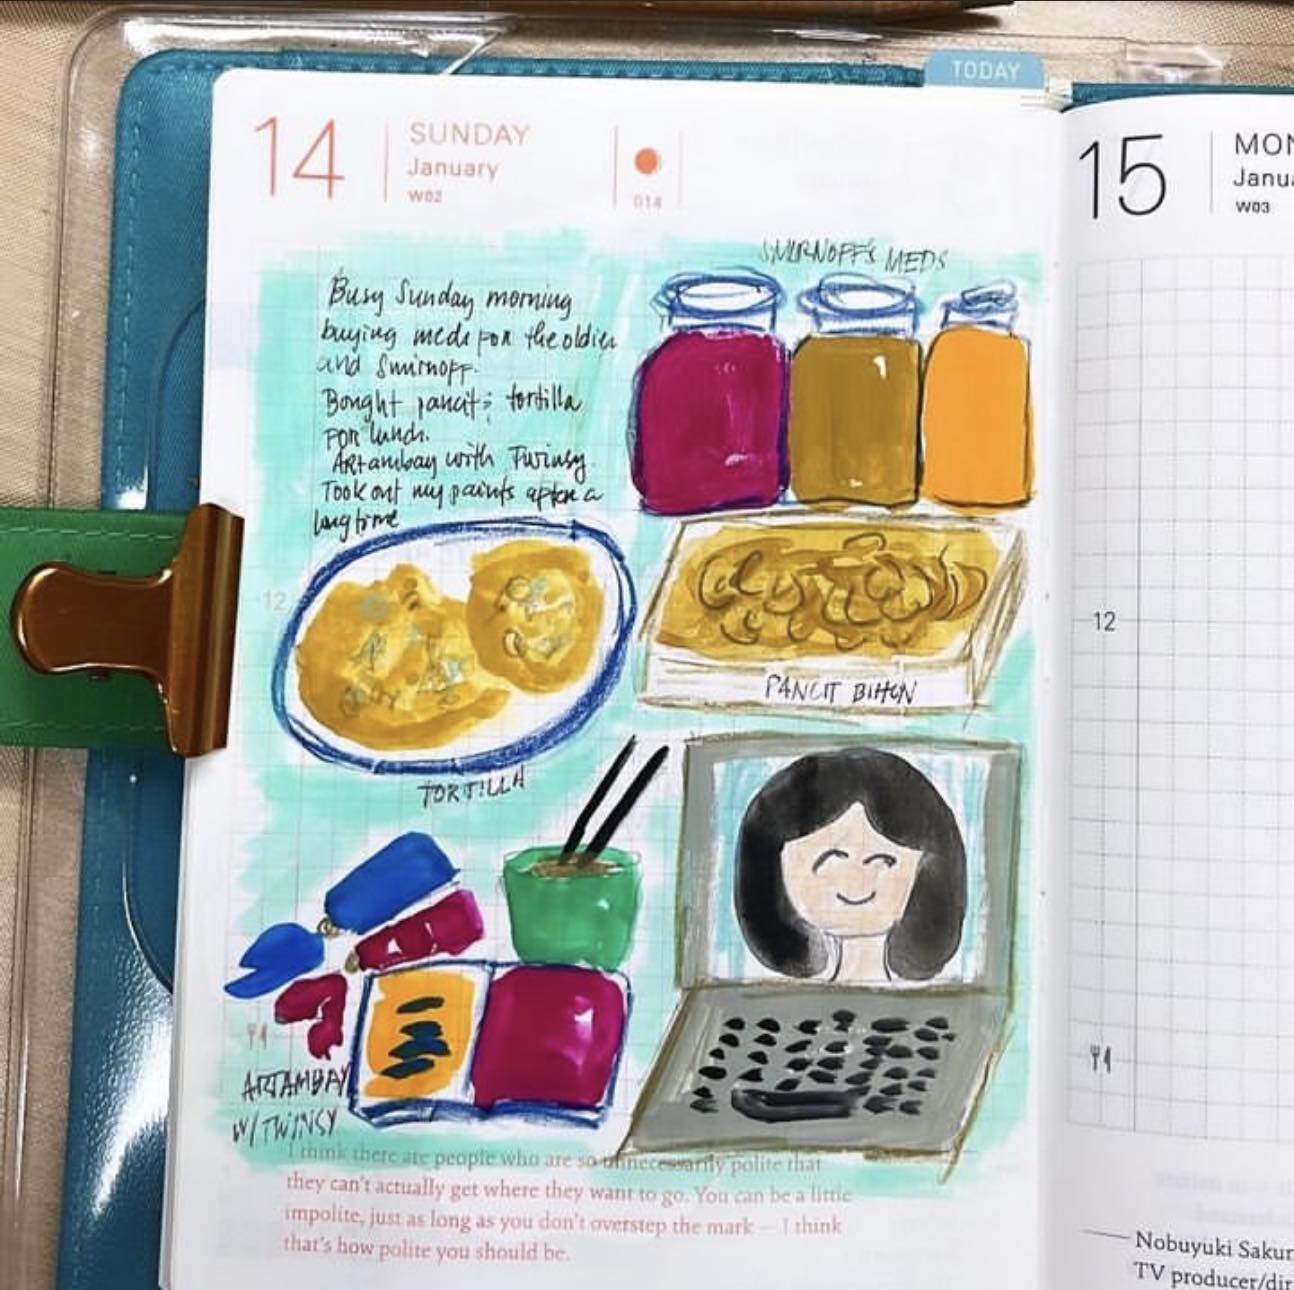 TODAY
14
SUNDAY
January
W02
014
SMIRNOFF'S MEDS
Busy Sunday morning
buying meds for the oldies
and Smirnoff.
Bought pancit & tortilla
for lunch.
Artambay with Twinsy.
Took out my paints after a
long time
12
PANCIT BIHON
TORTILLA
ARTAMBAY
W/ TWINSY
I think there are people who are so unnecessarily polite that
they can't actually get where they want to go. You can be a little
impolite, just as long as you don't overstep the mark — I think
that's how polite you should be.
15
MON
Janua
W03
12
Nobuyuki Sakur
TV producer/dir